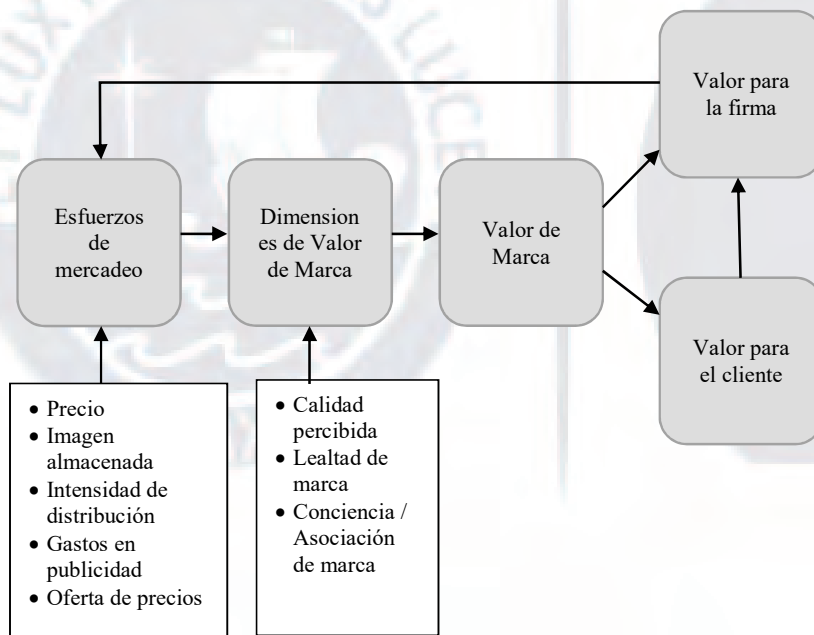 Valor para
la firma
Esfuerzos
de
mercadeo
Dimension
es de Valor
de Marca
Valor de
Marca
Valor para
el cliente
• Precio
• Imagen
almacenada
• Intensidad de
distribución
• Gastos en
publicidad
• Oferta de precios
• Calidad
percibida
• Lealtad de
marca
• Conciencia /
Asociación
de marca
LUX
LUCE